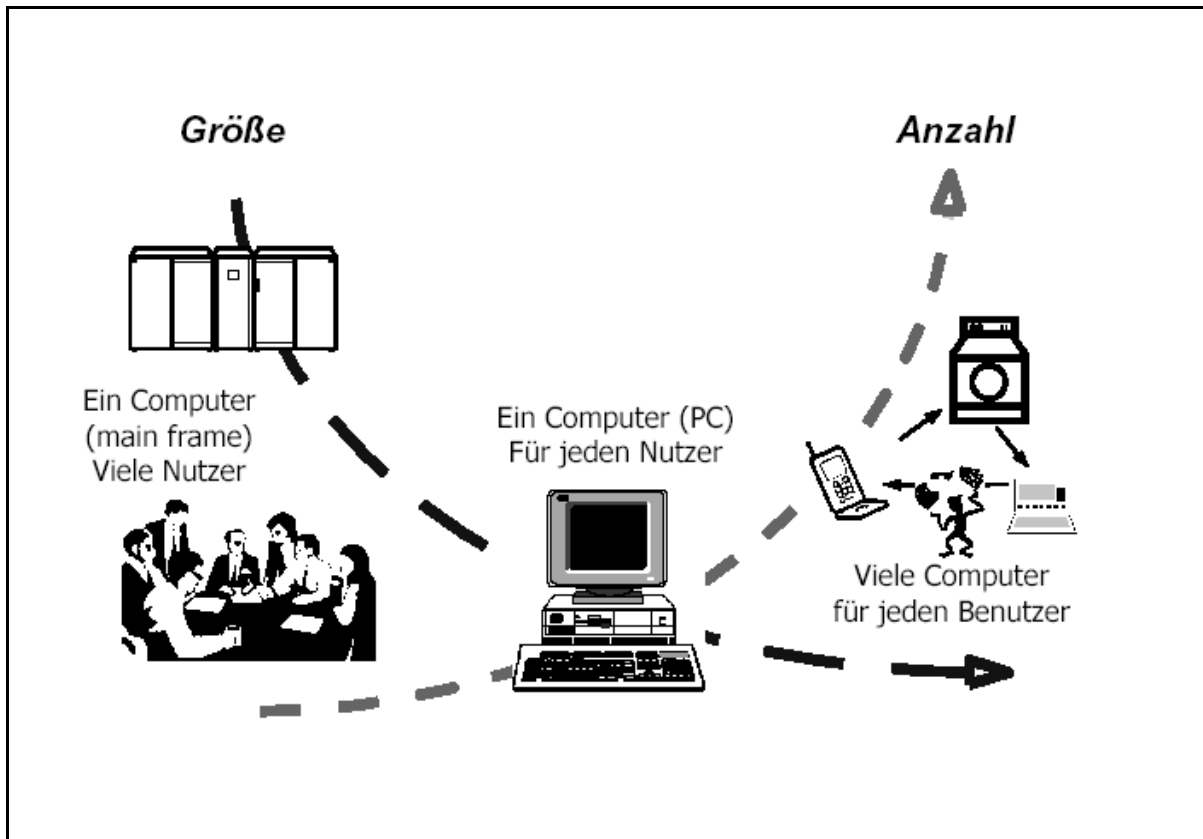 Größe
Anzahl
Ein Computer
(main frame)
Viele Nutzer
Ein Computer (PC)
Für jeden Nutzer
Viele Computer
für jeden Benutzer